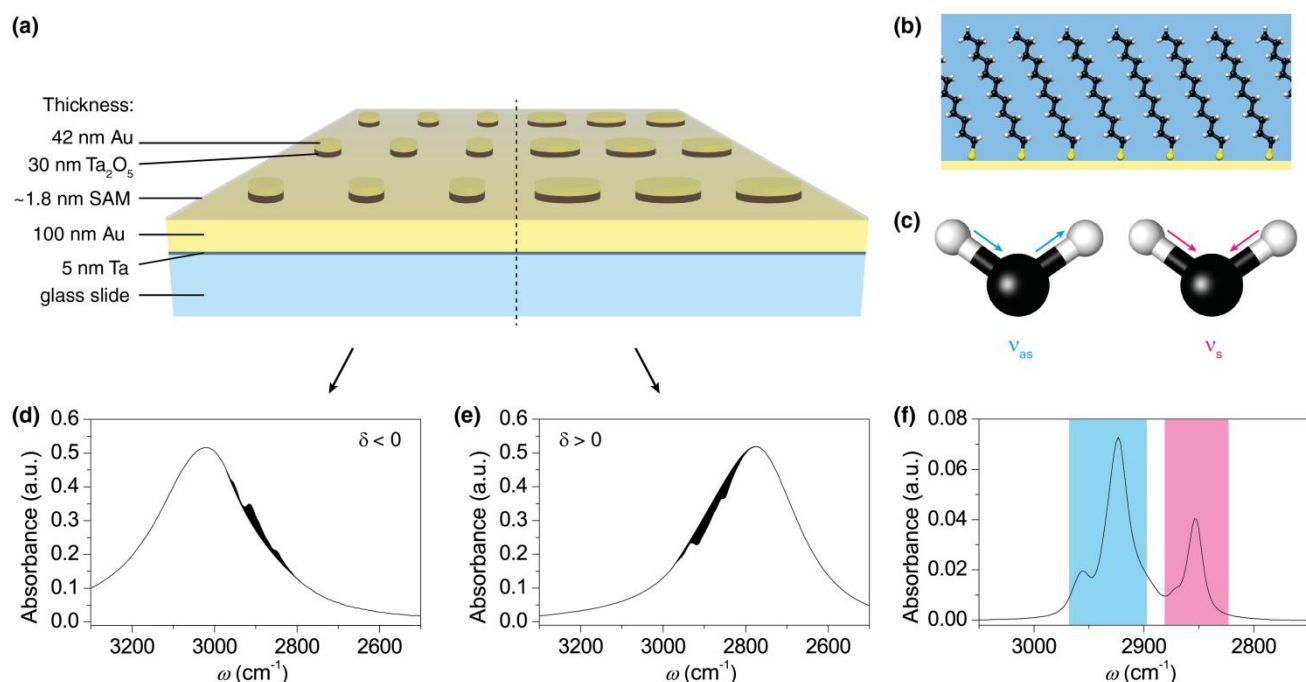 (a)
Thickness:
42 nm Au
30 nm Ta₂O₅
~1.8 nm SAM
100 nm Au
5 nm Ta
glass slide
(b)
(c)
νas
νs
(d)
δ < 0
Absorbance (a.u.)
0.6
0.5
0.4
0.3
0.2
0.1
0.0
3200 3000 2800 2600
ω (cm⁻¹)
(e)
δ > 0
Absorbance (a.u.)
0.6
0.5
0.4
0.3
0.2
0.1
0.0
3200 3000 2800 2600
ω (cm⁻¹)
(f)
Absorbance (a.u.)
0.08
0.06
0.04
0.02
0.00
3000 2900 2800
ω (cm⁻¹)